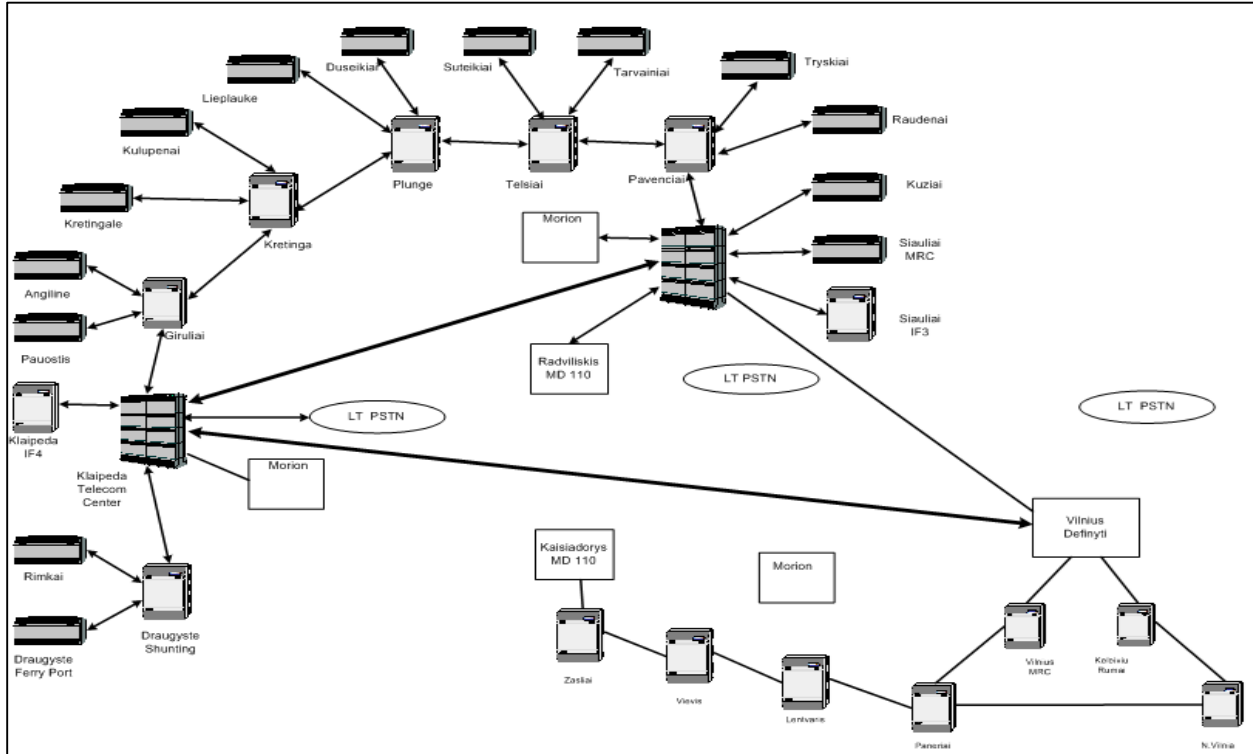 Duseikiai
Suteikiai
Tarvainiai
Tryskiai
Lieplauke
Raudenai
Kulupenai
Plunge
Telsiai
Pavenciai
Kuziai
Kretingale
Morion
Kretinga
Siauliai
MRC
Angiline
Giruliai
Siauliai
IF3
Pauostis
Radviliskis
MD 110
LT PSTN
LT PSTN
LT PSTN
Klaipeda
IF4
Morion
Klaipeda
Telecom
Center
Vilnius
Definyti
Kaisiadorys
MD 110
Morion
Rimkai
Draugyste
Shunting
Draugyste
Ferry Port
Vilnius
MRC
Keleiviu
Rumai
Zasliai
Vievis
Lentvaris
Paneriai
N.Vilnia